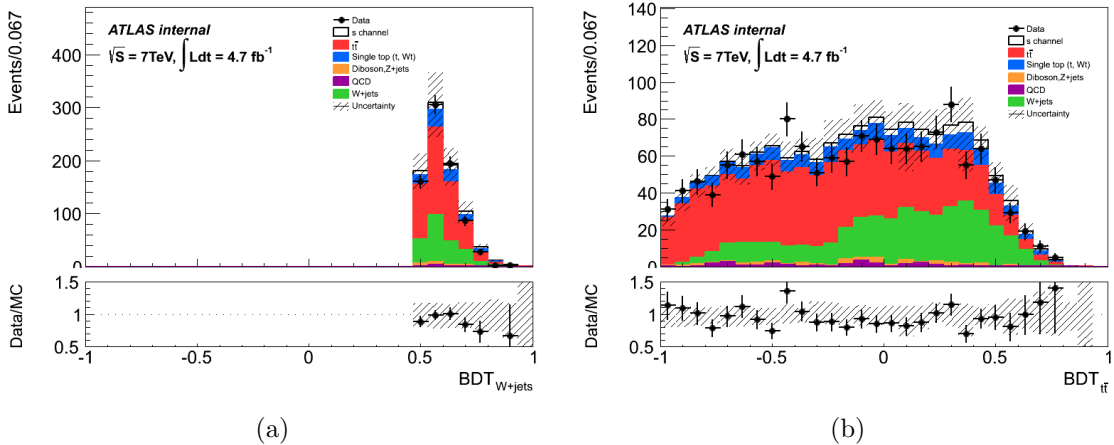 Events/0.067
400
300
200
100
0
ATLAS internal
√S = 7TeV, ∫Ldt = 4.7 fb⁻¹
Data
s channel
tt̄
Single top (t, Wt)
Diboson,Z+jets
QCD
W+jets
Uncertainty
Data/MC
1.5
1
0.5
-1 -0.5 0 0.5 1
BDT W+jets
(a)
Events/0.067
140
120
100
80
60
40
20
0
ATLAS internal
√S = 7TeV, ∫Ldt = 4.7 fb⁻¹
Data
s channel
tt̄
Single top (t, Wt)
Diboson,Z+jets
QCD
W+jets
Uncertainty
Data/MC
1.5
1
0.5
-1 -0.5 0 0.5 1
BDT tt̄
(b)